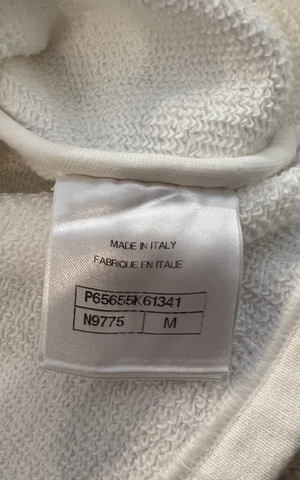 MADE IN ITALY
FABRIQUE EN ITALIE
P65655K61341
N9775 M